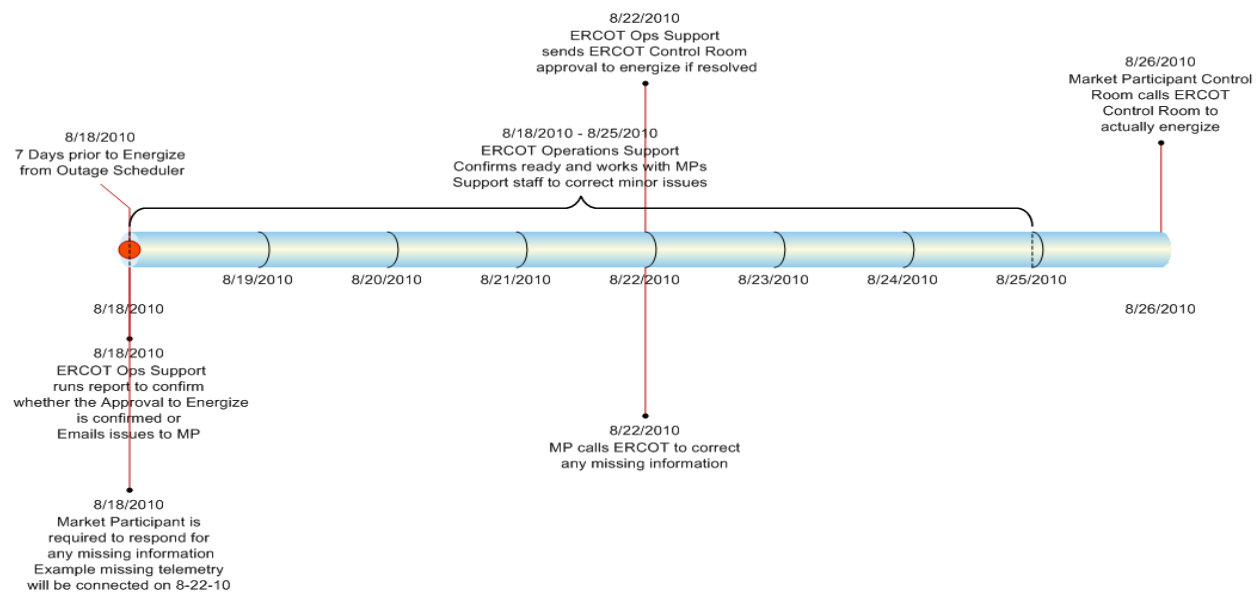 8/22/2010
ERCOT Ops Support
sends ERCOT Control Room
approval to energize if resolved
8/26/2010
Market Participant Control
Room calls ERCOT
Control Room to
actually energize
8/18/2010
7 Days prior to Energize
from Outage Scheduler
8/18/2010 - 8/25/2010
ERCOT Operations Support
Confirms ready and works with MPs
Support staff to correct minor issues
8/19/2010
8/20/2010
8/21/2010
8/22/2010
8/23/2010
8/24/2010
8/25/2010
8/18/2010
8/26/2010
8/18/2010
ERCOT Ops Support
runs report to confirm
whether the Approval to Energize
is confirmed or
Emails issues to MP
8/22/2010
MP calls ERCOT to correct
any missing information
8/18/2010
Market Participant is
required to respond for
any missing information
Example missing telemetry
will be connected on 8-22-10